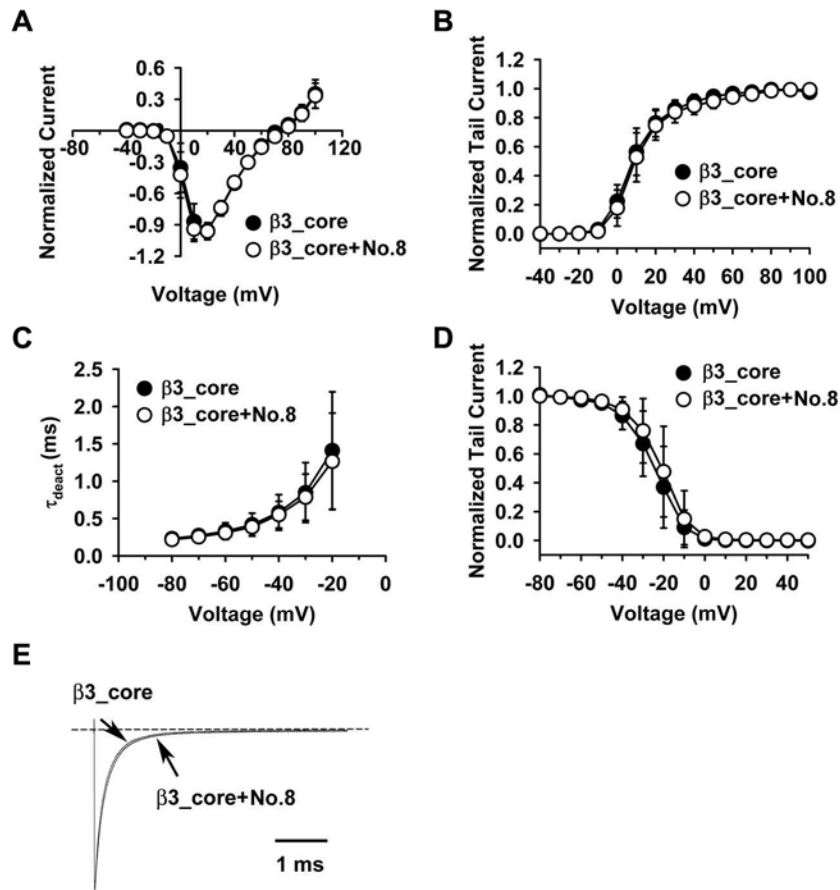 A
Normalized Current
0.6
0.3
-0.3
-0.6
-0.9
-1.2
-80
-40
0
40
80
120
β3_core
β3_core+No.8
Voltage (mV)
B
Normalized Tail Current
1.2
1.0
0.8
0.6
0.4
0.2
0.0
β3_core
β3_core+No.8
-40 -20 0 20 40 60 80 100
Voltage (mV)
C
τdeact (ms)
2.5
2.0
1.5
1.0
0.5
0.0
β3_core
β3_core+No.8
-100 -80 -60 -40 -20 0
Voltage (mV)
D
Normalized Tail Current
1.2
1.0
0.8
0.6
0.4
0.2
0.0
β3_core
β3_core+No.8
-80 -60 -40 -20 0 20 40
Voltage (mV)
E
β3_core
β3_core+No.8
1 ms